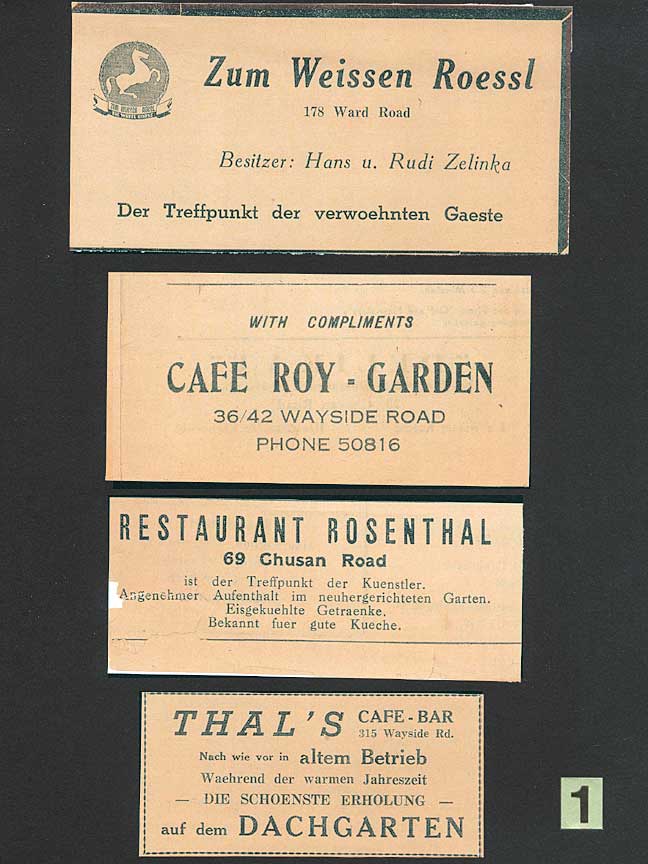 Zum Weissen Roessl
178 Ward Road
Besitzer: Hans u. Rudi Zelinka
Der Treffpunkt der verwoehnten Gaeste
WITH COMPLIMENTS
CAFE ROY - GARDEN
36/42 WAYSIDE ROAD
PHONE 50816
RESTAURANT ROSENTHAL
69 Chusan Road
ist der Treffpunkt der Kuenstler.
Angenehmer Aufenthalt im neuhergerichteten Garten.
Eisgekuehlte Getraenke.
Bekannt fuer gute Kueche.
THAL'S CAFE-BAR
315 Wayside Rd.
Nach wie vor in altem Betrieb
Waehrend der warmen Jahreszeit
— DIE SCHOENSTE ERHOLUNG —
auf dem DACHGARTEN
1